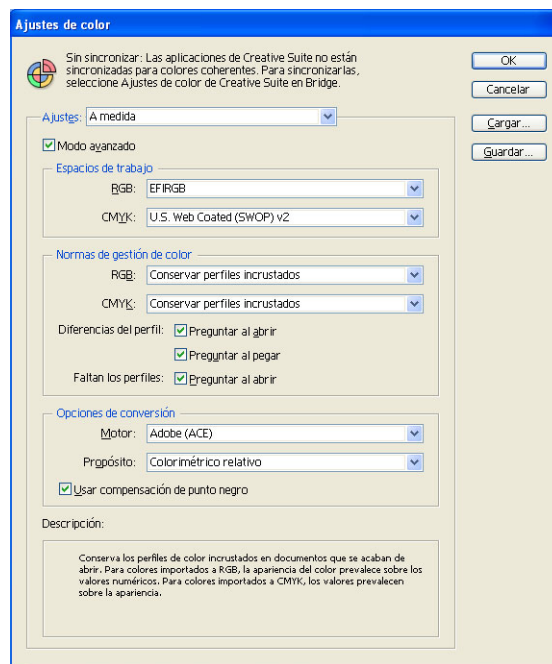 Ajustes de color
Sin sincronizar: Las aplicaciones de Creative Suite no están
sincronizadas para colores coherentes. Para sincronizarlas,
seleccione Ajustes de color de Creative Suite en Bridge.
OK
Cancelar
Cargar...
Guardar...
Ajustes: A medida
Modo avanzado
Espacios de trabajo
RGB: EFIRGB
CMYK: U.S. Web Coated (SWOP) v2
Normas de gestión de color
RGB: Conservar perfiles incrustados
CMYK: Conservar perfiles incrustados
Diferencias del perfil: Preguntar al abrir
Preguntar al pegar
Faltan los perfiles: Preguntar al abrir
Opciones de conversión
Motor: Adobe (ACE)
Propósito: Colorimétrico relativo
Usar compensación de punto negro
Descripción:
Conserva los perfiles de color incrustados en documentos que se acaban de
abrir. Para colores importados a RGB, la apariencia del color prevalece sobre los
valores numéricos. Para colores importados a CMYK, los valores prevalecen
sobre la apariencia.